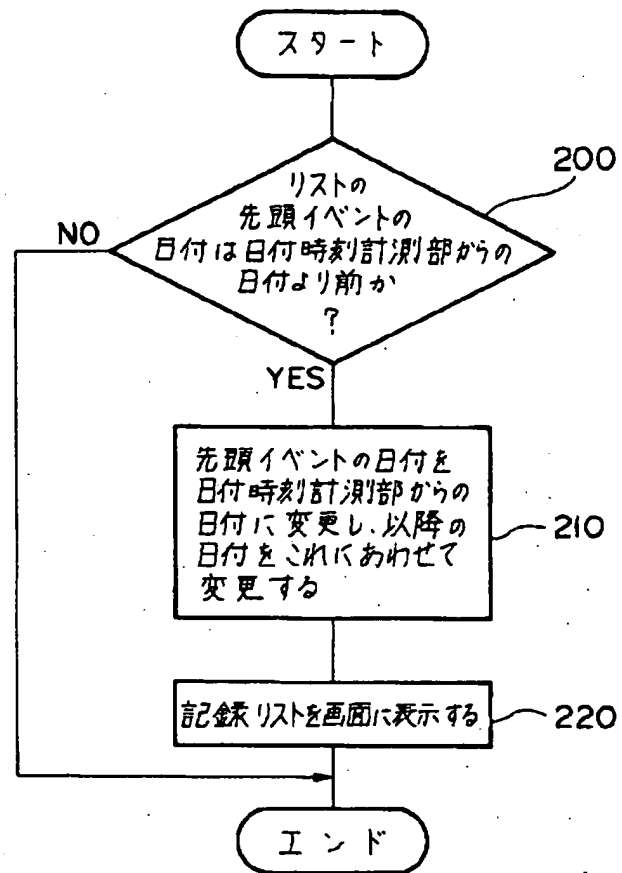 スタート
200
リストの
先頭イベントの
日付は日付時刻計測部からの
日付より前か
?
NO
YES
先頭イベントの日付を
日付時刻計測部からの
日付に変更し、以降の
日付をこれにあわせて
変更する
210
記録リストを画面に表示する
220
エンド